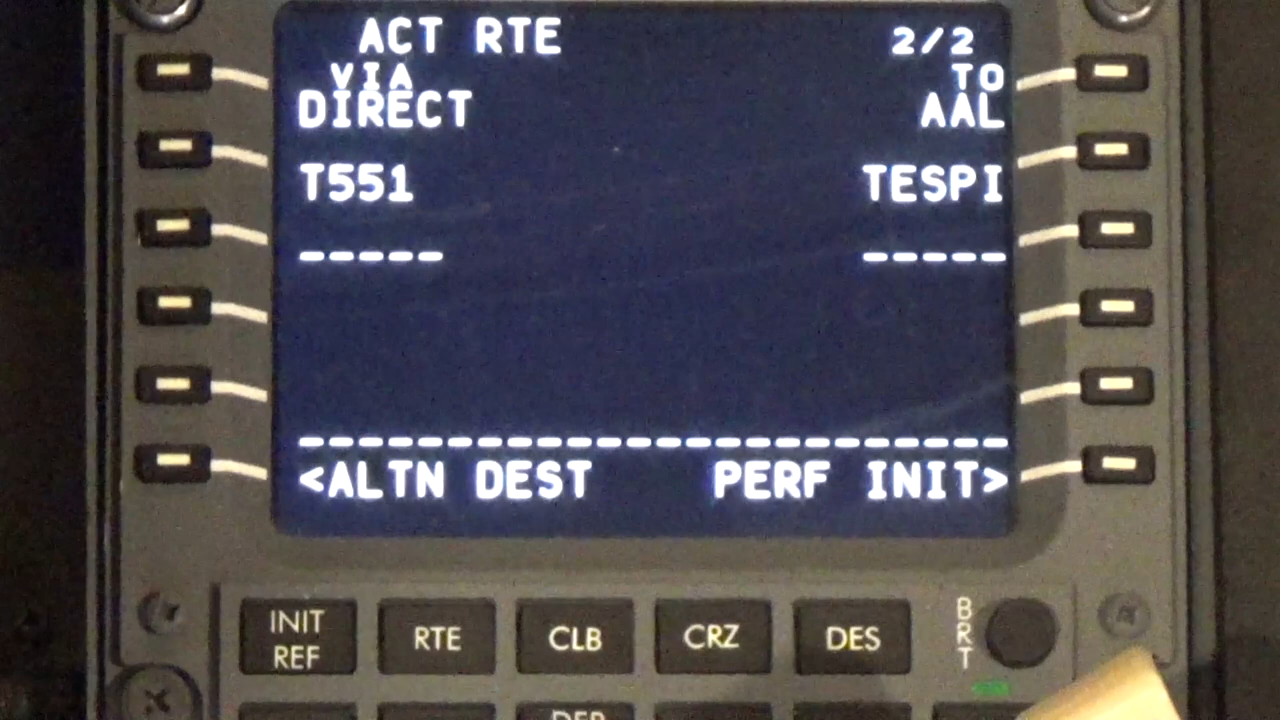 ACT RTE 2/2
VIA TO
DIRECT AAL
T551 TESPI
----- -----
------------------------
<ALTN DEST PERF INIT>
INIT REF RTE CLB CRZ DES BRT